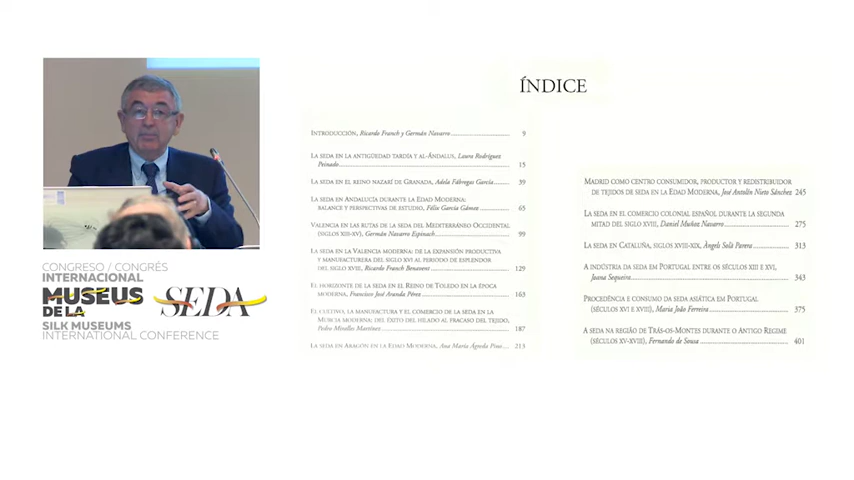 ÍNDICE
INTRODUCCIÓN, Ricardo Franch y Germán Navarro 9
LA SEDA EN LA ANTIGÜEDAD TARDÍA Y AL-ÁNDALUS, Laura Rodríguez
Peinado 15
LA SEDA EN EL REINO NAZARÍ DE GRANADA, Adela Fábregas García 39
LA SEDA EN ANDALUCÍA DURANTE LA EDAD MODERNA:
BALANCE Y PERSPECTIVAS DE ESTUDIO, Félix García Gámez 65
VALENCIA EN LAS RUTAS DE LA SEDA DEL MEDITERRÁNEO OCCIDENTAL
(SIGLOS XIII-XV), Germán Navarro Espinach 99
LA SEDA EN LA VALENCIA MODERNA: DE LA EXPANSIÓN PRODUCTIVA
Y MANUFACTURERA DEL SIGLO XVI AL PERIODO DE ESPLENDOR
DEL SIGLO XVIII, Ricardo Franch Benavent 129
EL HORIZONTE DE LA SEDA EN EL REINO DE TOLEDO EN LA ÉPOCA
MODERNA, Francisco José Aranda Pérez 163
EL CULTIVO, LA MANUFACTURA Y EL COMERCIO DE LA SEDA EN LA
MURCIA MODERNA: DEL ÉXITO DEL HILADO AL FRACASO DEL TEJIDO,
Pedro Miralles Martínez 187
LA SEDA EN ARAGÓN EN LA EDAD MODERNA, Ana María Ágreda Pino 213
MADRID COMO CENTRO CONSUMIDOR, PRODUCTOR Y REDISTRIBUIDOR
DE TEJIDOS DE SEDA EN LA EDAD MODERNA, José Antolín Nieto Sánchez 245
LA SEDA EN EL COMERCIO COLONIAL ESPAÑOL DURANTE LA SEGUNDA
MITAD DEL SIGLO XVIII, Daniel Muñoz Navarro 275
LA SEDA EN CATALUÑA, SIGLOS XVIII-XIX, Àngels Solà Parera 313
A INDÚSTRIA DA SEDA EM PORTUGAL ENTRE OS SÉCULOS XIII E XVI,
Joana Sequeira 343
PROCEDÊNCIA E CONSUMO DA SEDA ASIÁTICA EM PORTUGAL
(SÉCULOS XVI E XVIII), Maria João Ferreira 375
A SEDA NA REGIÃO DE TRÁS-OS-MONTES DURANTE O ANTIGO REGIME
(SÉCULOS XV-XVIII), Fernando de Sousa 401
CONGRESO / CONGRÉS
INTERNACIONAL
MUSEUS
DE LA
SEDA
SILK MUSEUMS
INTERNATIONAL CONFERENCE